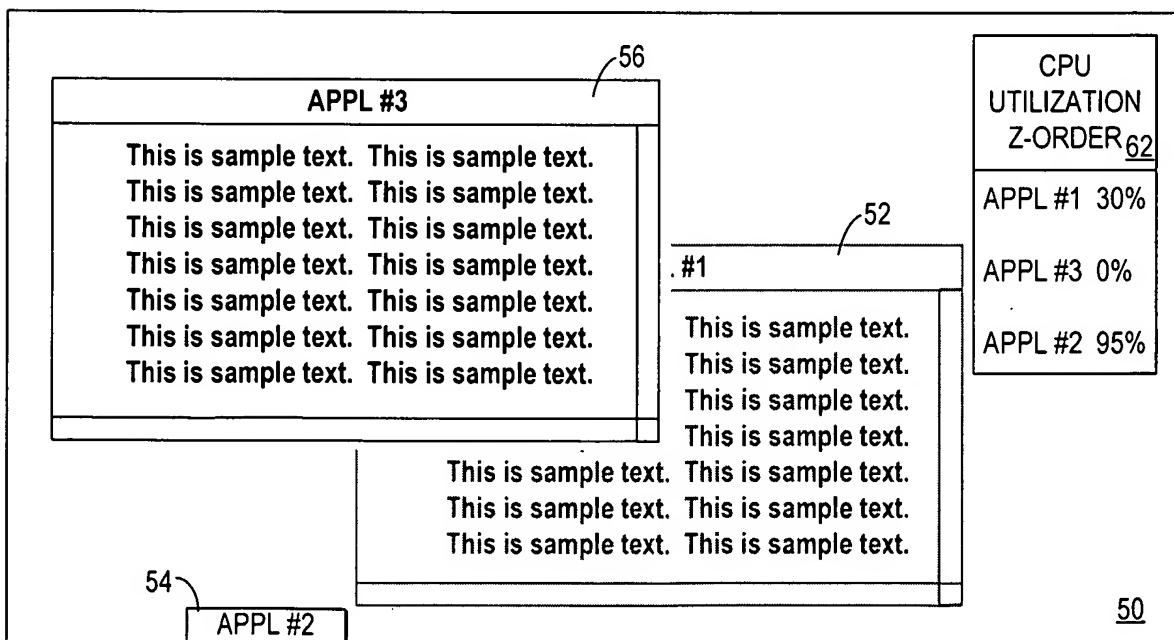 56
APPL #3
This is sample text. This is sample text.
This is sample text. This is sample text.
This is sample text. This is sample text.
This is sample text. This is sample text.
This is sample text. This is sample text.
This is sample text. This is sample text.
This is sample text. This is sample text.
52
. #1
This is sample text.
This is sample text.
This is sample text.
This is sample text.
This is sample text. This is sample text.
This is sample text. This is sample text.
This is sample text. This is sample text.
54
APPL #2
CPU
UTILIZATION
Z-ORDER 62
APPL #1 30%
APPL #3 0%
APPL #2 95%
50